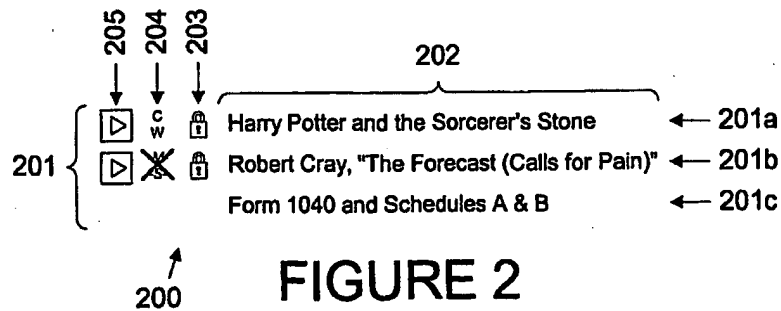 205 204 203
202
C
W
Harry Potter and the Sorcerer's Stone 201a
201 Robert Cray, "The Forecast (Calls for Pain)" 201b
Form 1040 and Schedules A & B 201c
200 FIGURE 2